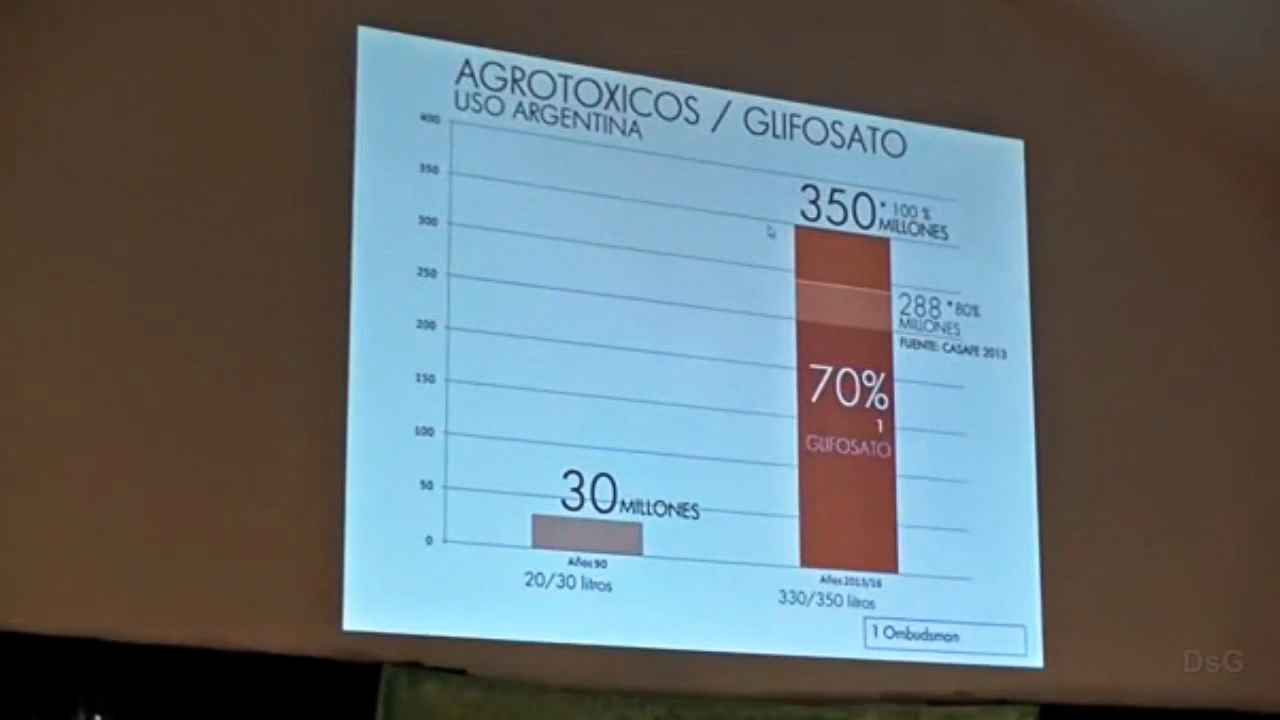 AGROTOXICOS / GLIFOSATO
USO ARGENTINA
400
350
300
250
200
150
100
50
0
350 * 100 %
MILLONES
288 * 80%
MILLONES
FUENTE: CASAFE 2013
70%
1
GLIFOSATO
30 MILLONES
Años 90
20/30 litros
Años 2013/16
330/350 litros
1 Ombudsman
DsG